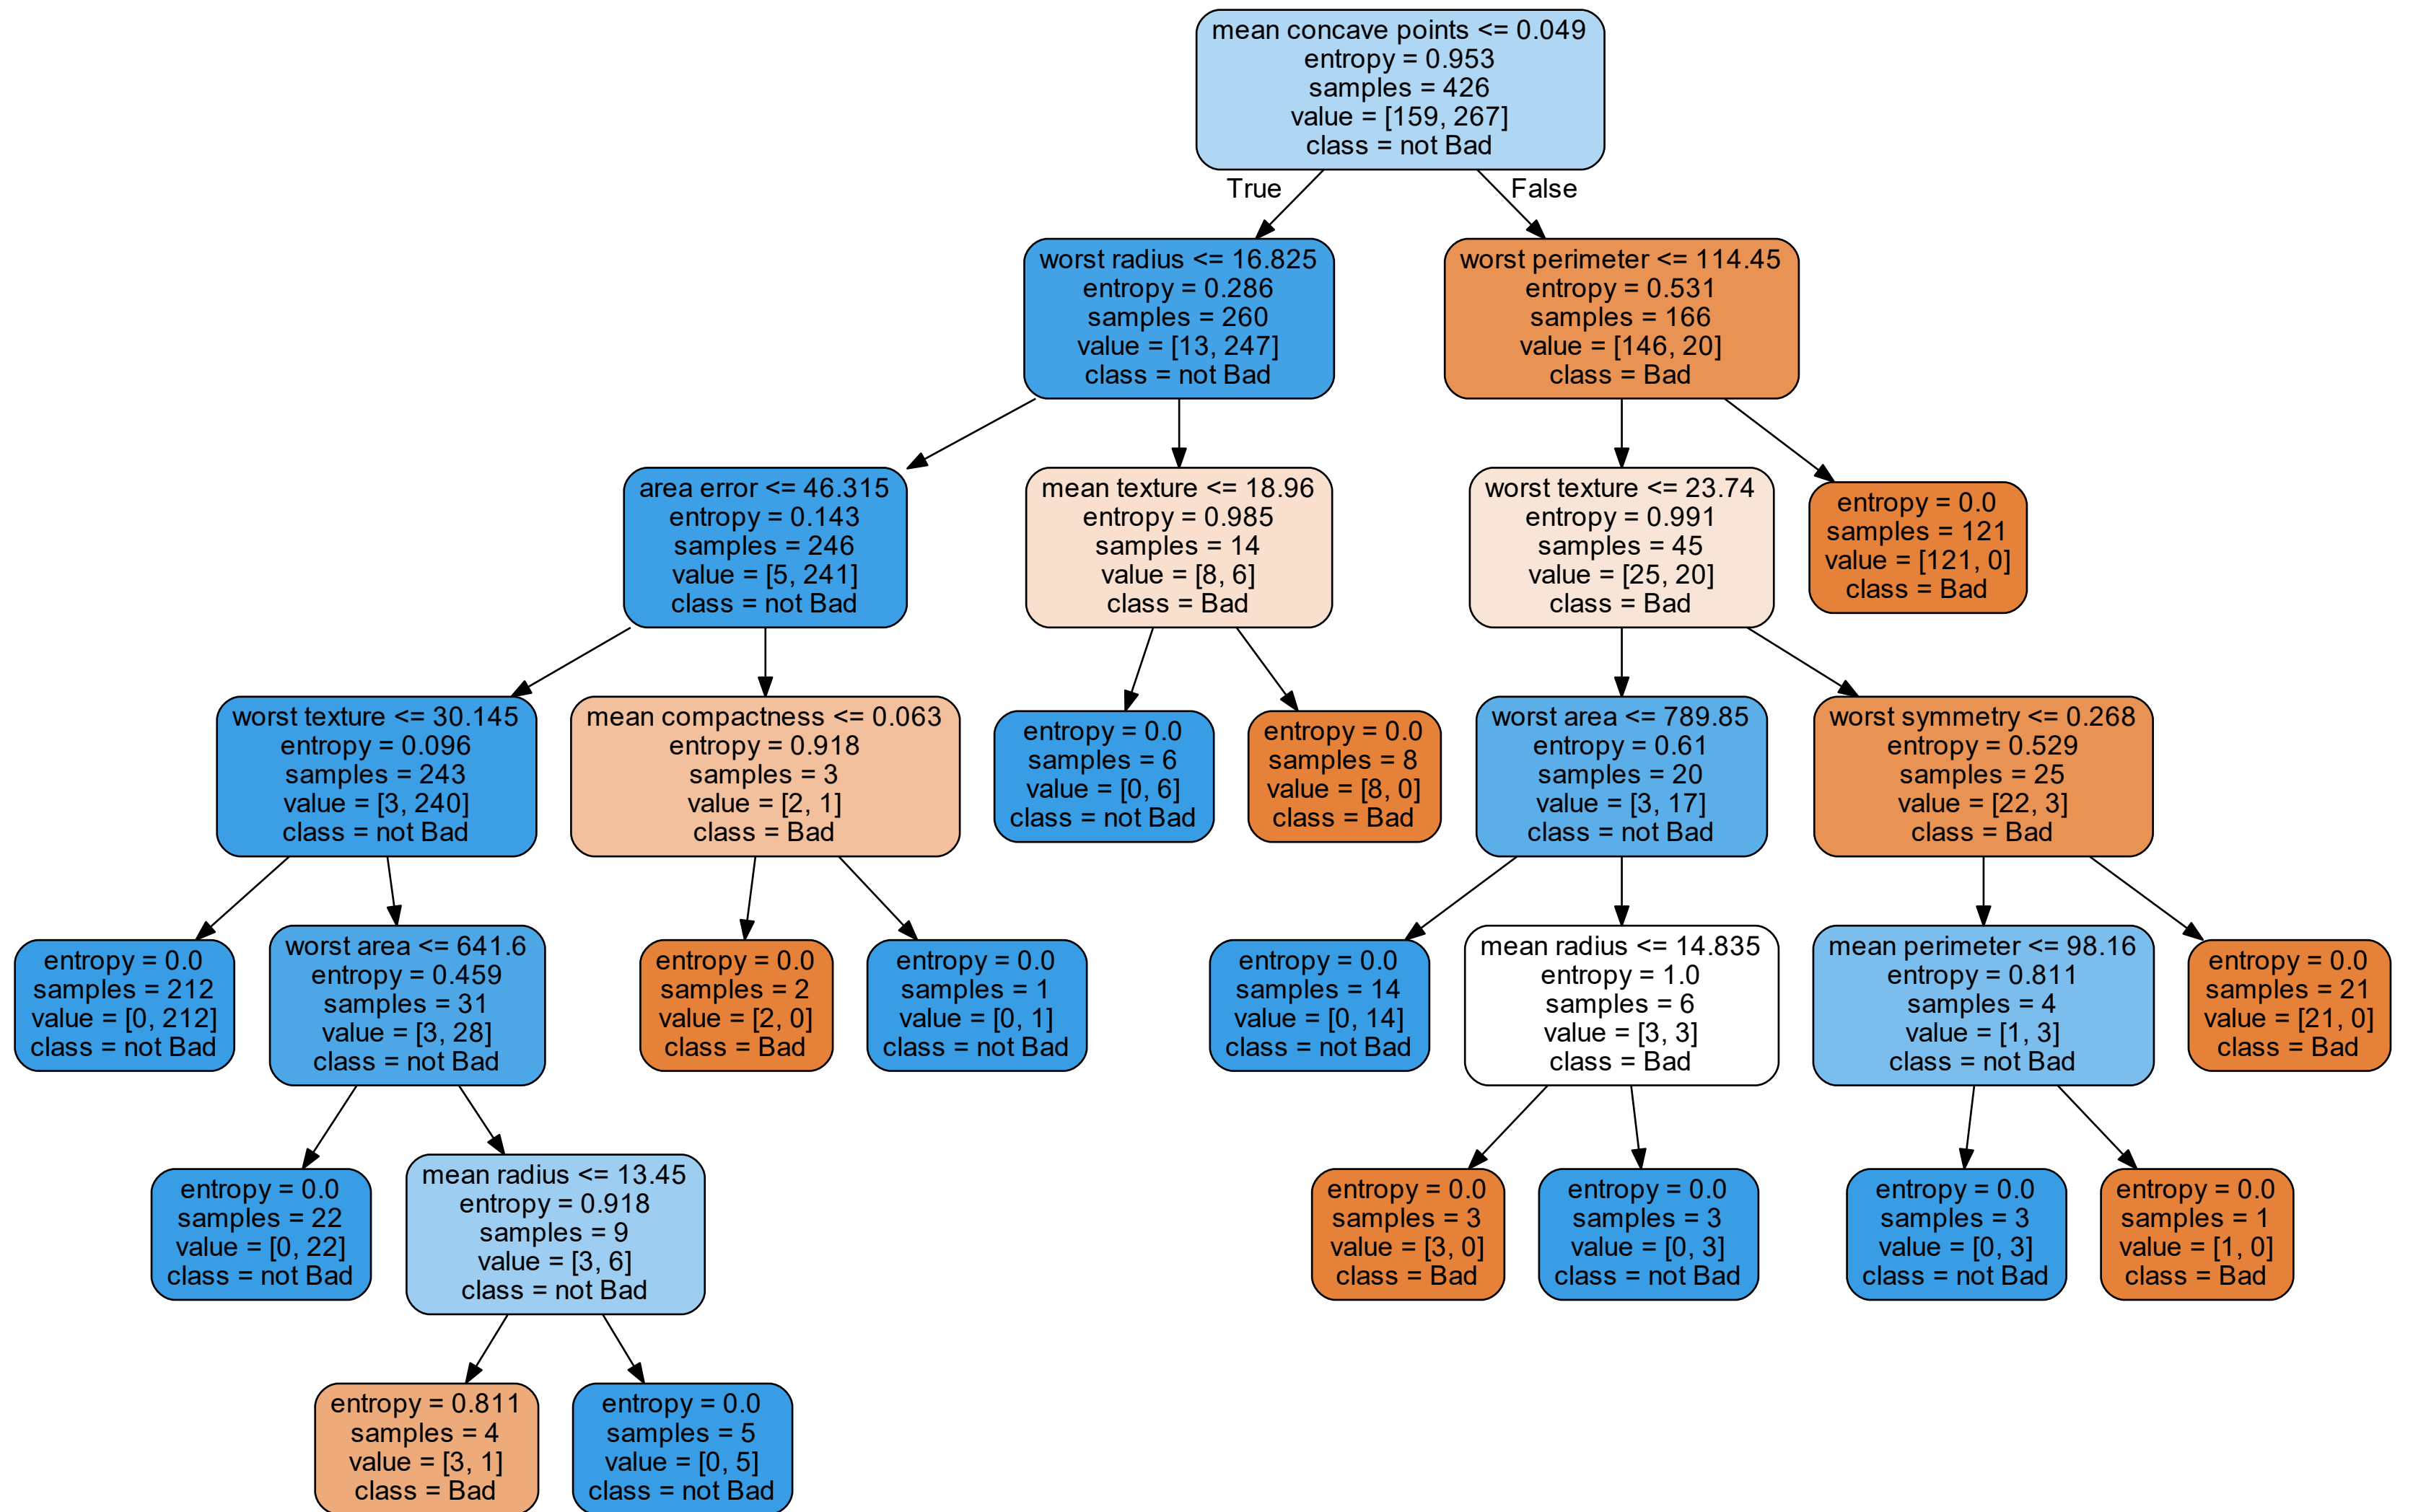 mean concave points <= 0.049
entropy = 0.953
samples = 426
value = [159, 267]
class = not Bad
True
False
worst radius <= 16.825
entropy = 0.286
samples = 260
value = [13, 247]
class = not Bad
worst perimeter <= 114.45
entropy = 0.531
samples = 166
value = [146, 20]
class = Bad
area error <= 46.315
entropy = 0.143
samples = 246
value = [5, 241]
class = not Bad
mean texture <= 18.96
entropy = 0.985
samples = 14
value = [8, 6]
class = Bad
worst texture <= 23.74
entropy = 0.991
samples = 45
value = [25, 20]
class = Bad
entropy = 0.0
samples = 121
value = [121, 0]
class = Bad
worst texture <= 30.145
entropy = 0.096
samples = 243
value = [3, 240]
class = not Bad
mean compactness <= 0.063
entropy = 0.918
samples = 3
value = [2, 1]
class = Bad
entropy = 0.0
samples = 6
value = [0, 6]
class = not Bad
entropy = 0.0
samples = 8
value = [8, 0]
class = Bad
worst area <= 789.85
entropy = 0.61
samples = 20
value = [3, 17]
class = not Bad
worst symmetry <= 0.268
entropy = 0.529
samples = 25
value = [22, 3]
class = Bad
entropy = 0.0
samples = 212
value = [0, 212]
class = not Bad
worst area <= 641.6
entropy = 0.459
samples = 31
value = [3, 28]
class = not Bad
entropy = 0.0
samples = 2
value = [2, 0]
class = Bad
entropy = 0.0
samples = 1
value = [0, 1]
class = not Bad
entropy = 0.0
samples = 14
value = [0, 14]
class = not Bad
mean radius <= 14.835
entropy = 1.0
samples = 6
value = [3, 3]
class = Bad
mean perimeter <= 98.16
entropy = 0.811
samples = 4
value = [1, 3]
class = not Bad
entropy = 0.0
samples = 21
value = [21, 0]
class = Bad
entropy = 0.0
samples = 22
value = [0, 22]
class = not Bad
mean radius <= 13.45
entropy = 0.918
samples = 9
value = [3, 6]
class = not Bad
entropy = 0.0
samples = 3
value = [3, 0]
class = Bad
entropy = 0.0
samples = 3
value = [0, 3]
class = not Bad
entropy = 0.0
samples = 3
value = [0, 3]
class = not Bad
entropy = 0.0
samples = 1
value = [1, 0]
class = Bad
entropy = 0.811
samples = 4
value = [3, 1]
class = Bad
entropy = 0.0
samples = 5
value = [0, 5]
class = not Bad